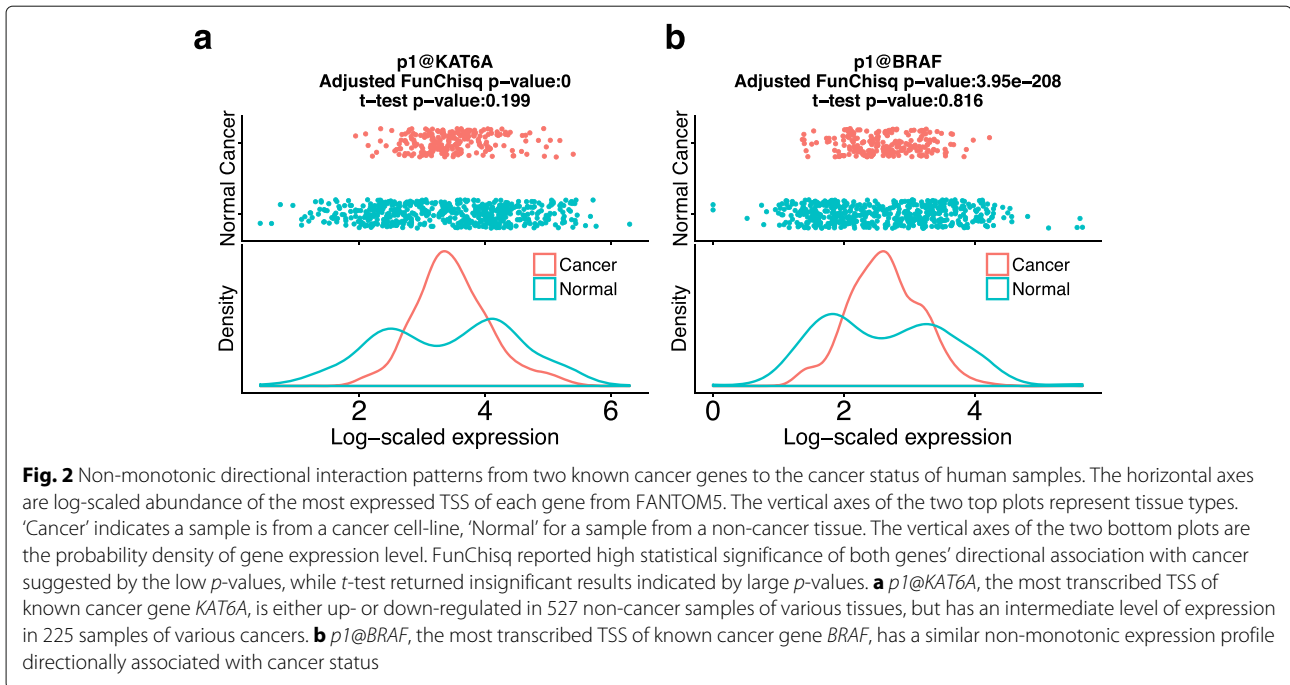 a
p1@KAT6A
Adjusted FunChisq p−value:0
t−test p−value:0.199
Normal Cancer
Density
Cancer
Normal
2 4 6
Log−scaled expression
b
p1@BRAF
Adjusted FunChisq p−value:3.95e−208
t−test p−value:0.816
Normal Cancer
Density
Cancer
Normal
0 2 4
Log−scaled expression
Fig. 2 Non-monotonic directional interaction patterns from two known cancer genes to the cancer status of human samples. The horizontal axes
are log-scaled abundance of the most expressed TSS of each gene from FANTOM5. The vertical axes of the two top plots represent tissue types.
‘Cancer’ indicates a sample is from a cancer cell-line, ‘Normal’ for a sample from a non-cancer tissue. The vertical axes of the two bottom plots are
the probability density of gene expression level. FunChisq reported high statistical significance of both genes’ directional association with cancer
suggested by the low p-values, while t-test returned insignificant results indicated by large p-values. a p1@KAT6A, the most transcribed TSS of
known cancer gene KAT6A, is either up- or down-regulated in 527 non-cancer samples of various tissues, but has an intermediate level of expression
in 225 samples of various cancers. b p1@BRAF, the most transcribed TSS of known cancer gene BRAF, has a similar non-monotonic expression profile
directionally associated with cancer status